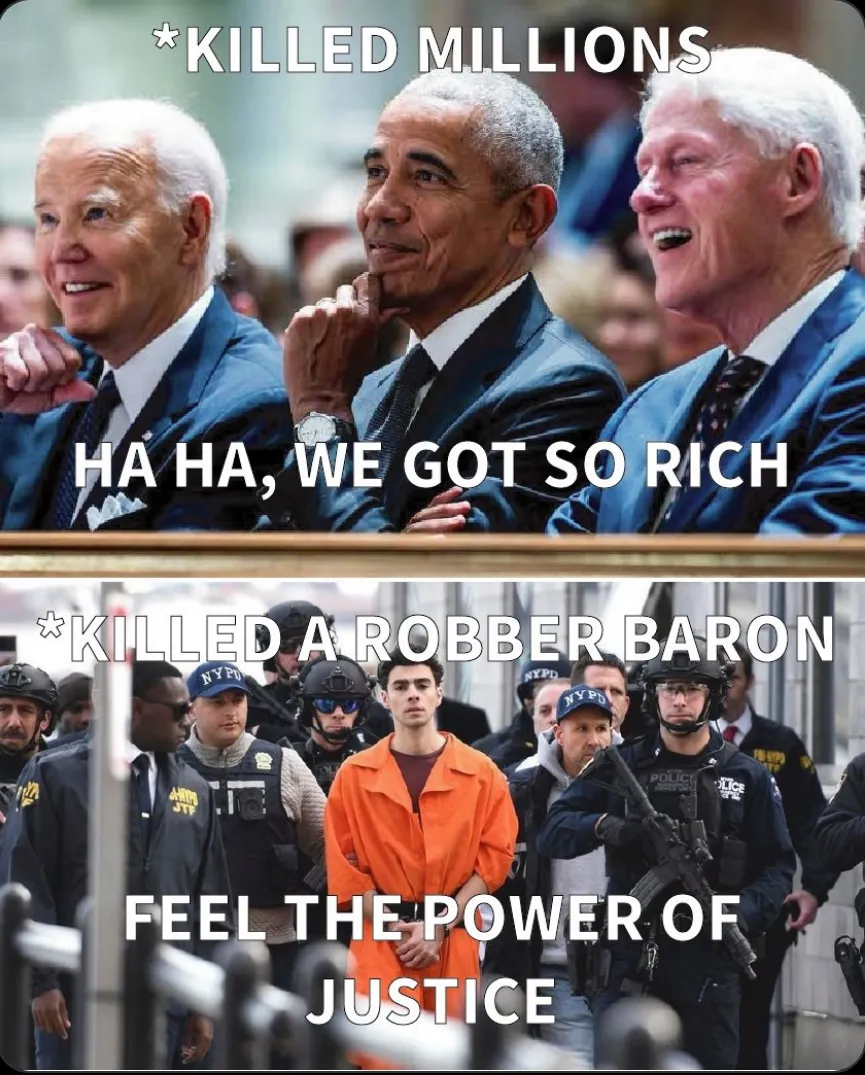 *KILLED MILLIONS
HA HA, WE GOT SO RICH
*KILLED A ROBBER BARON
NYPD
NYPD
NYPD
POLICE
POLICE
JTF
FEEL THE POWER OF
JUSTICE